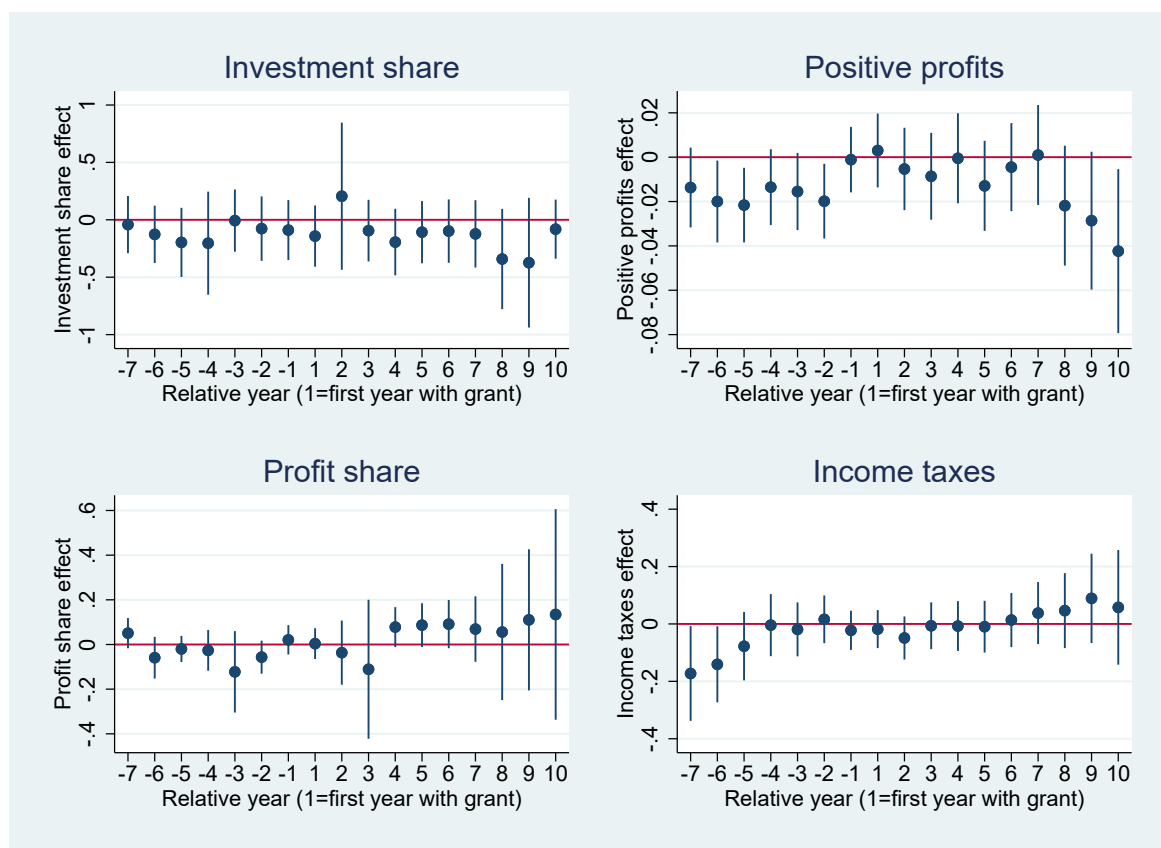 Investment share
Investment share effect
1
.5
0
-.5
-1
-7 -6 -5 -4 -3 -2 -1 1 2 3 4 5 6 7 8 9 10
Relative year (1=first year with grant)
Positive profits
Positive profits effect
.02
0
-.02
-.04
-.06
-.08
-7 -6 -5 -4 -3 -2 -1 1 2 3 4 5 6 7 8 9 10
Relative year (1=first year with grant)
Profit share
Profit share effect
.6
.4
.2
0
-.2
-.4
-7 -6 -5 -4 -3 -2 -1 1 2 3 4 5 6 7 8 9 10
Relative year (1=first year with grant)
Income taxes
Income taxes effect
.4
.2
0
-.2
-.4
-7 -6 -5 -4 -3 -2 -1 1 2 3 4 5 6 7 8 9 10
Relative year (1=first year with grant)